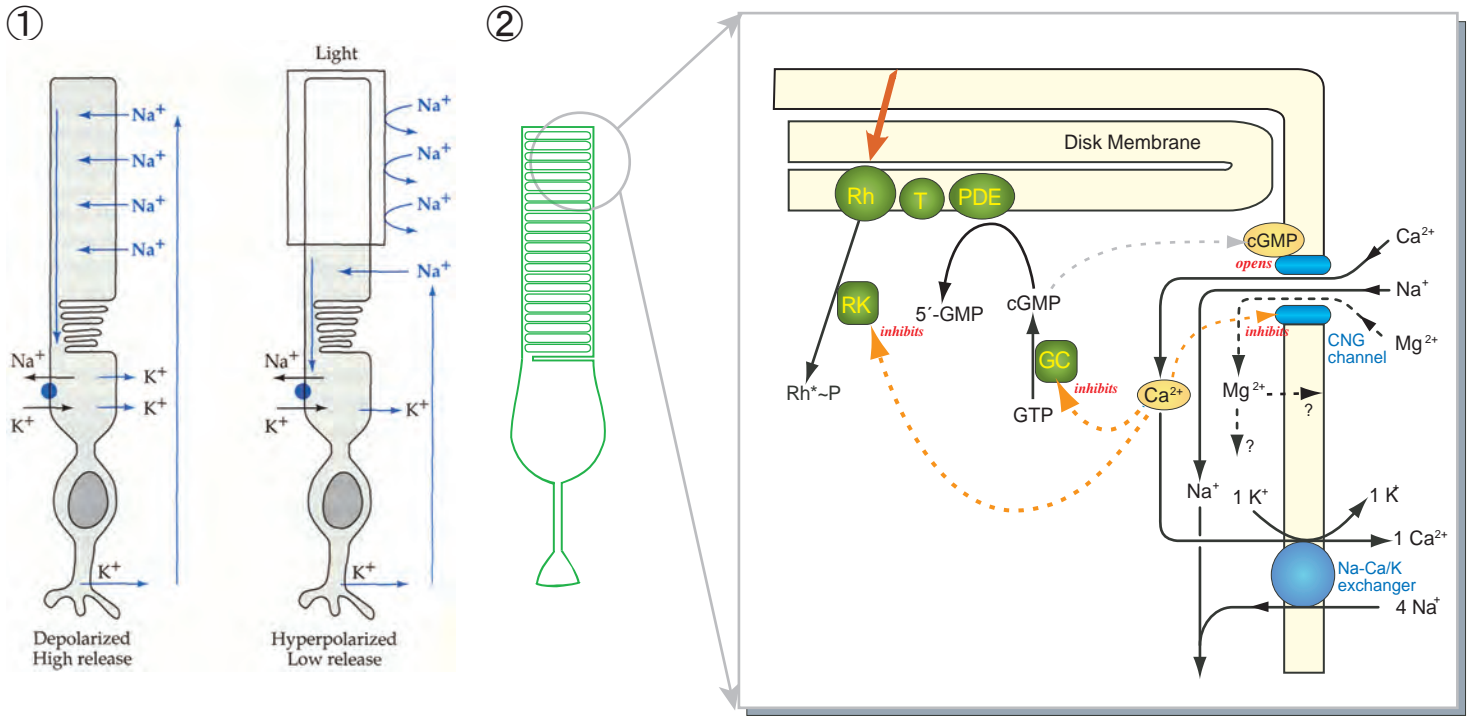 ①
Light
Na⁺
Na⁺
Na⁺
Na⁺
Na⁺
Na⁺
Na⁺
Na⁺
Na⁺
K⁺
K⁺
K⁺
K⁺
Depolarized
High release
Na⁺
K⁺
K⁺
K⁺
Hyperpolarized
Low release
②
Disk Membrane
Rh
T
PDE
cGMP
opens
Ca²⁺
Na⁺
Mg²⁺
CNG
channel
inhibits
RK
inhibits
5´-GMP
cGMP
GC
inhibits
GTP
Rh*~P
Ca²⁺
Mg²⁺
?
?
Na⁺
1 K⁺
1 K⁺
1 Ca²⁺
Na-Ca/K
exchanger
4 Na⁺